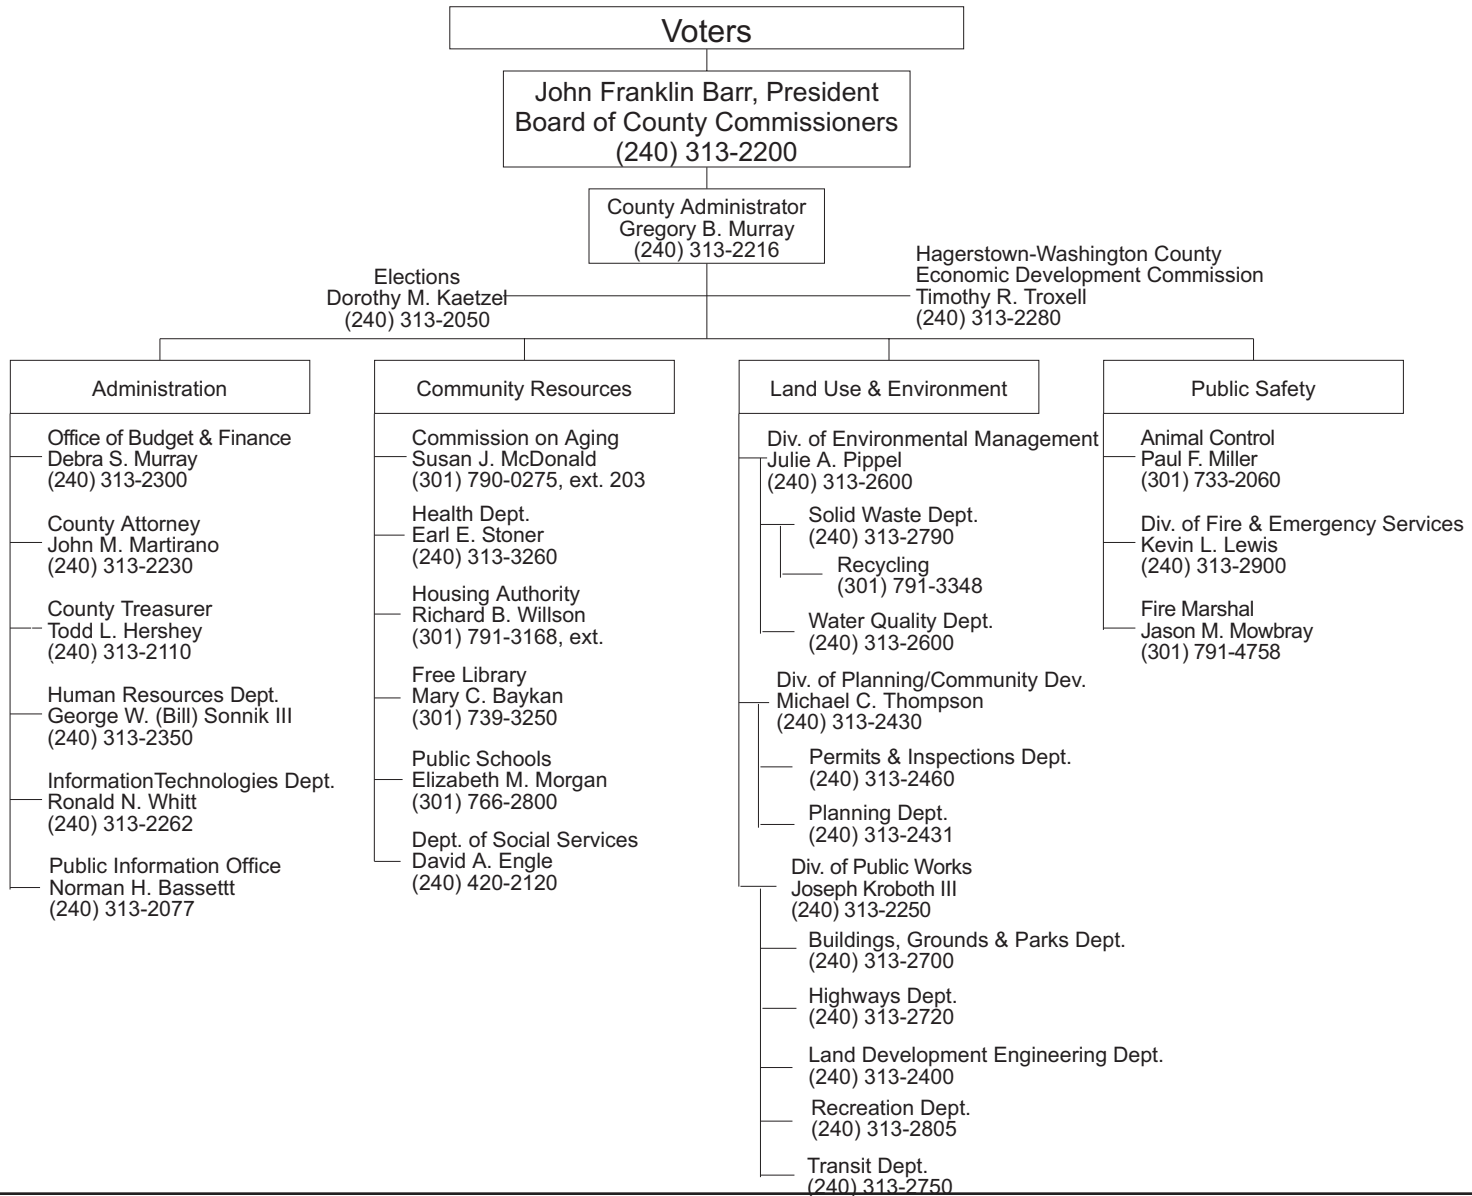 Voters
John Franklin Barr, President
Board of County Commissioners
(240) 313-2200
County Administrator
Gregory B. Murray
(240) 313-2216
Elections
Dorothy M. Kaetzel
(240) 313-2050
Hagerstown-Washington County
Economic Development Commission
Timothy R. Troxell
(240) 313-2280
Administration
Office of Budget & Finance
Debra S. Murray
(240) 313-2300
County Attorney
John M. Martirano
(240) 313-2230
County Treasurer
Todd L. Hershey
(240) 313-2110
Human Resources Dept.
George W. (Bill) Sonnik III
(240) 313-2350
InformationTechnologies Dept.
Ronald N. Whitt
(240) 313-2262
Public Information Office
Norman H. Bassettt
(240) 313-2077
Community Resources
Commission on Aging
Susan J. McDonald
(301) 790-0275, ext. 203
Health Dept.
Earl E. Stoner
(240) 313-3260
Housing Authority
Richard B. Willson
(301) 791-3168, ext.
Free Library
Mary C. Baykan
(301) 739-3250
Public Schools
Elizabeth M. Morgan
(301) 766-2800
Dept. of Social Services
David A. Engle
(240) 420-2120
Land Use & Environment
Div. of Environmental Management
Julie A. Pippel
(240) 313-2600
Solid Waste Dept.
(240) 313-2790
Recycling
(301) 791-3348
Water Quality Dept.
(240) 313-2600
Div. of Planning/Community Dev.
Michael C. Thompson
(240) 313-2430
Permits & Inspections Dept.
(240) 313-2460
Planning Dept.
(240) 313-2431
Div. of Public Works
Joseph Kroboth III
(240) 313-2250
Buildings, Grounds & Parks Dept.
(240) 313-2700
Highways Dept.
(240) 313-2720
Land Development Engineering Dept.
(240) 313-2400
Recreation Dept.
(240) 313-2805
Transit Dept.
(240) 313-2750
Public Safety
Animal Control
Paul F. Miller
(301) 733-2060
Div. of Fire & Emergency Services
Kevin L. Lewis
(240) 313-2900
Fire Marshal
Jason M. Mowbray
(301) 791-4758